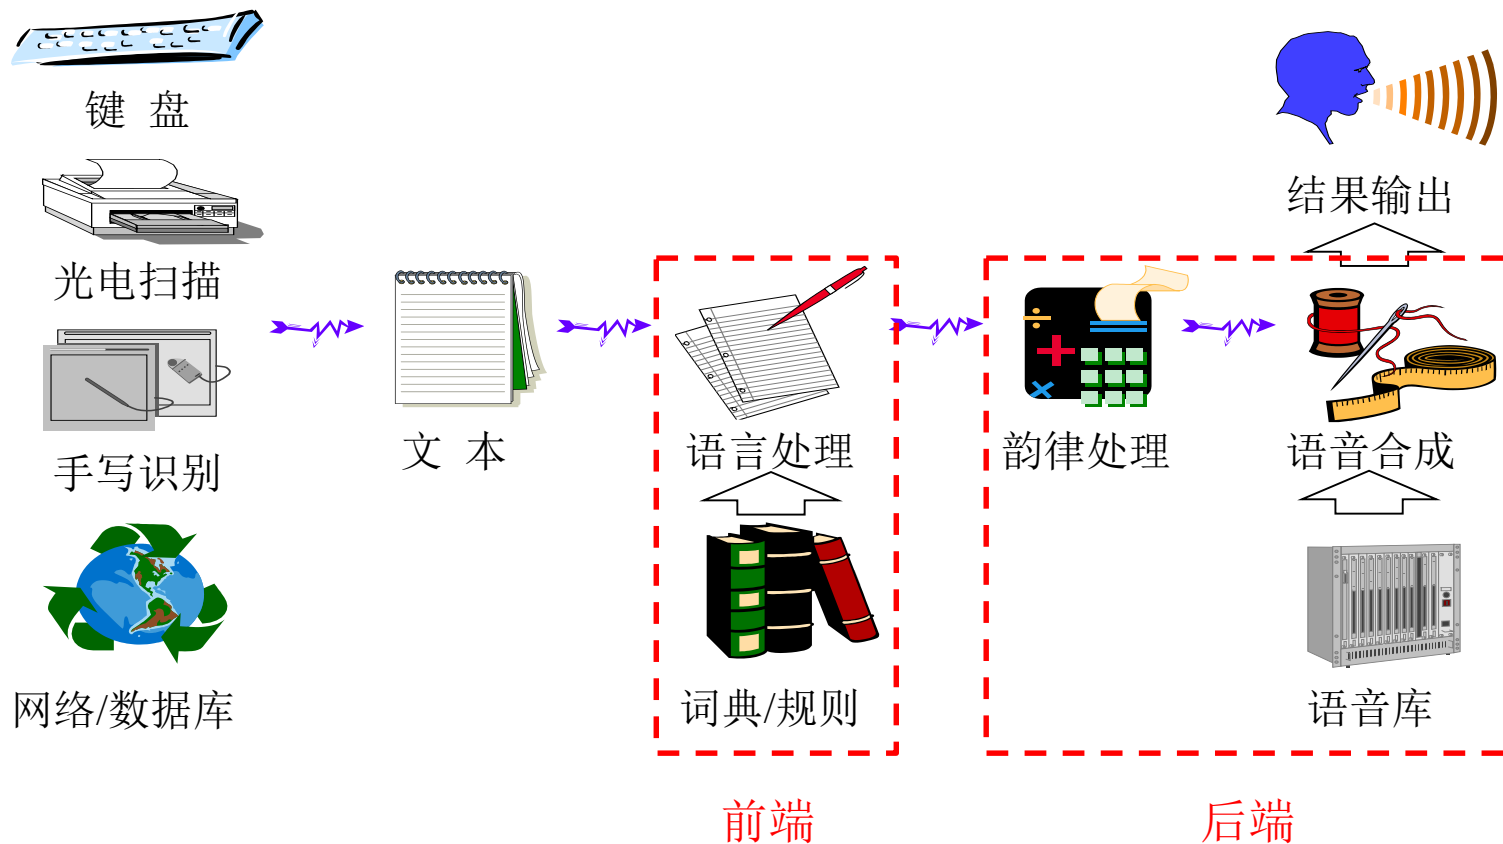 键 盘
光电扫描
手写识别
网络/数据库
文 本
语言处理
词典/规则
前端
韵律处理
结果输出
语音合成
语音库
后端